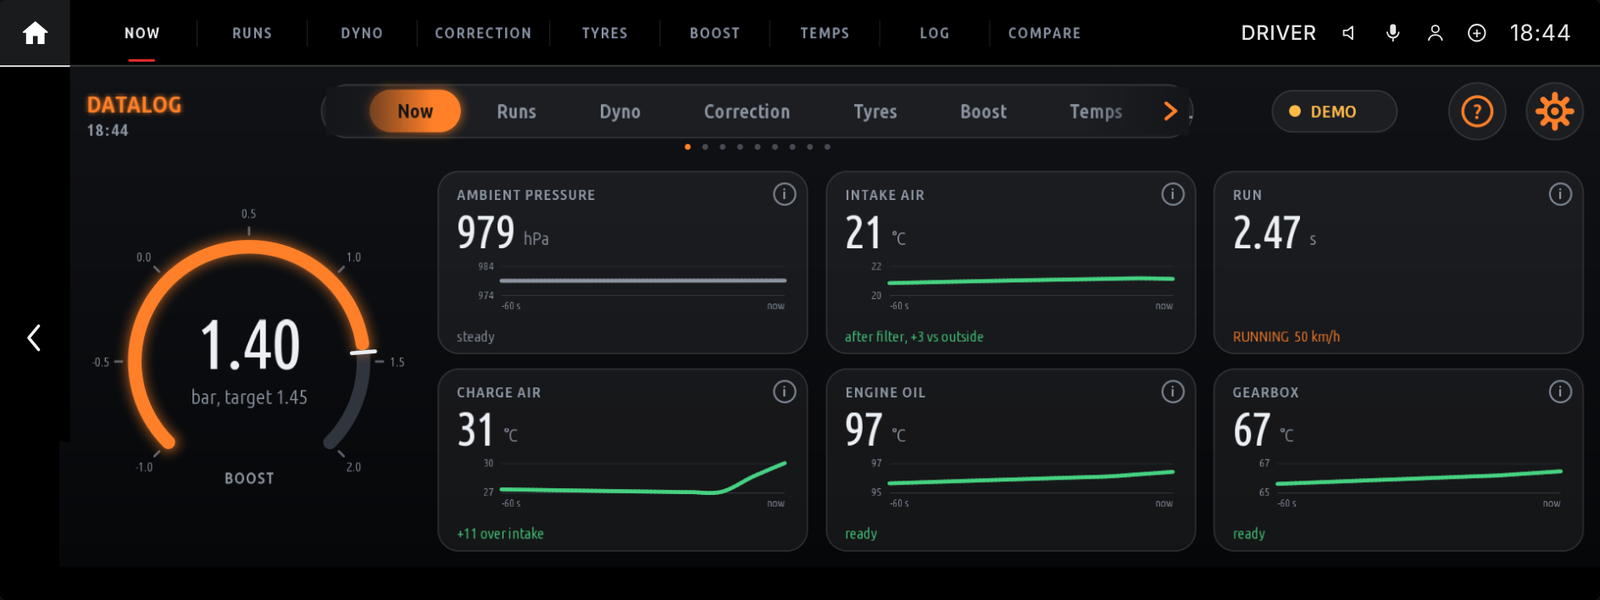 NOW RUNS DYNO CORRECTION TYRES BOOST TEMPS LOG COMPARE DRIVER 18:44
DATALOG
18:44
Now Runs Dyno Correction Tyres Boost Temps
DEMO
?
0.5
0.0 1.0
-0.5 1.5
-1.0 2.0
1.40
bar, target 1.45
BOOST
AMBIENT PRESSURE
979 hPa
984
974
-60 s now
steady
INTAKE AIR
21 °C
22
20
-60 s now
after filter, +3 vs outside
RUN
2.47 s
RUNNING 50 km/h
CHARGE AIR
31 °C
30
27
-60 s now
+11 over intake
ENGINE OIL
97 °C
97
95
-60 s now
ready
GEARBOX
67 °C
67
65
-60 s now
ready